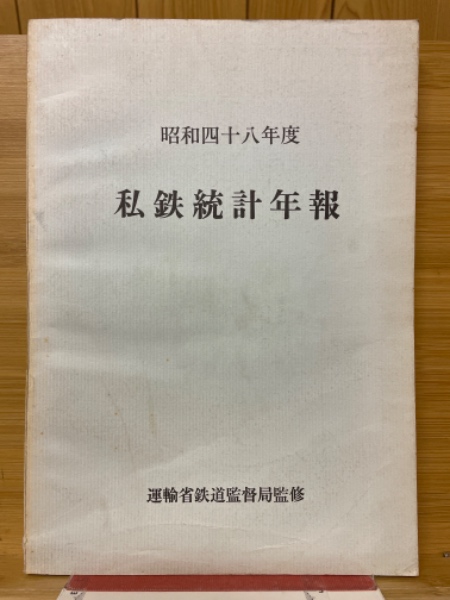 昭和四十八年度
私鉄統計年報
運輸省鉄道監督局監修